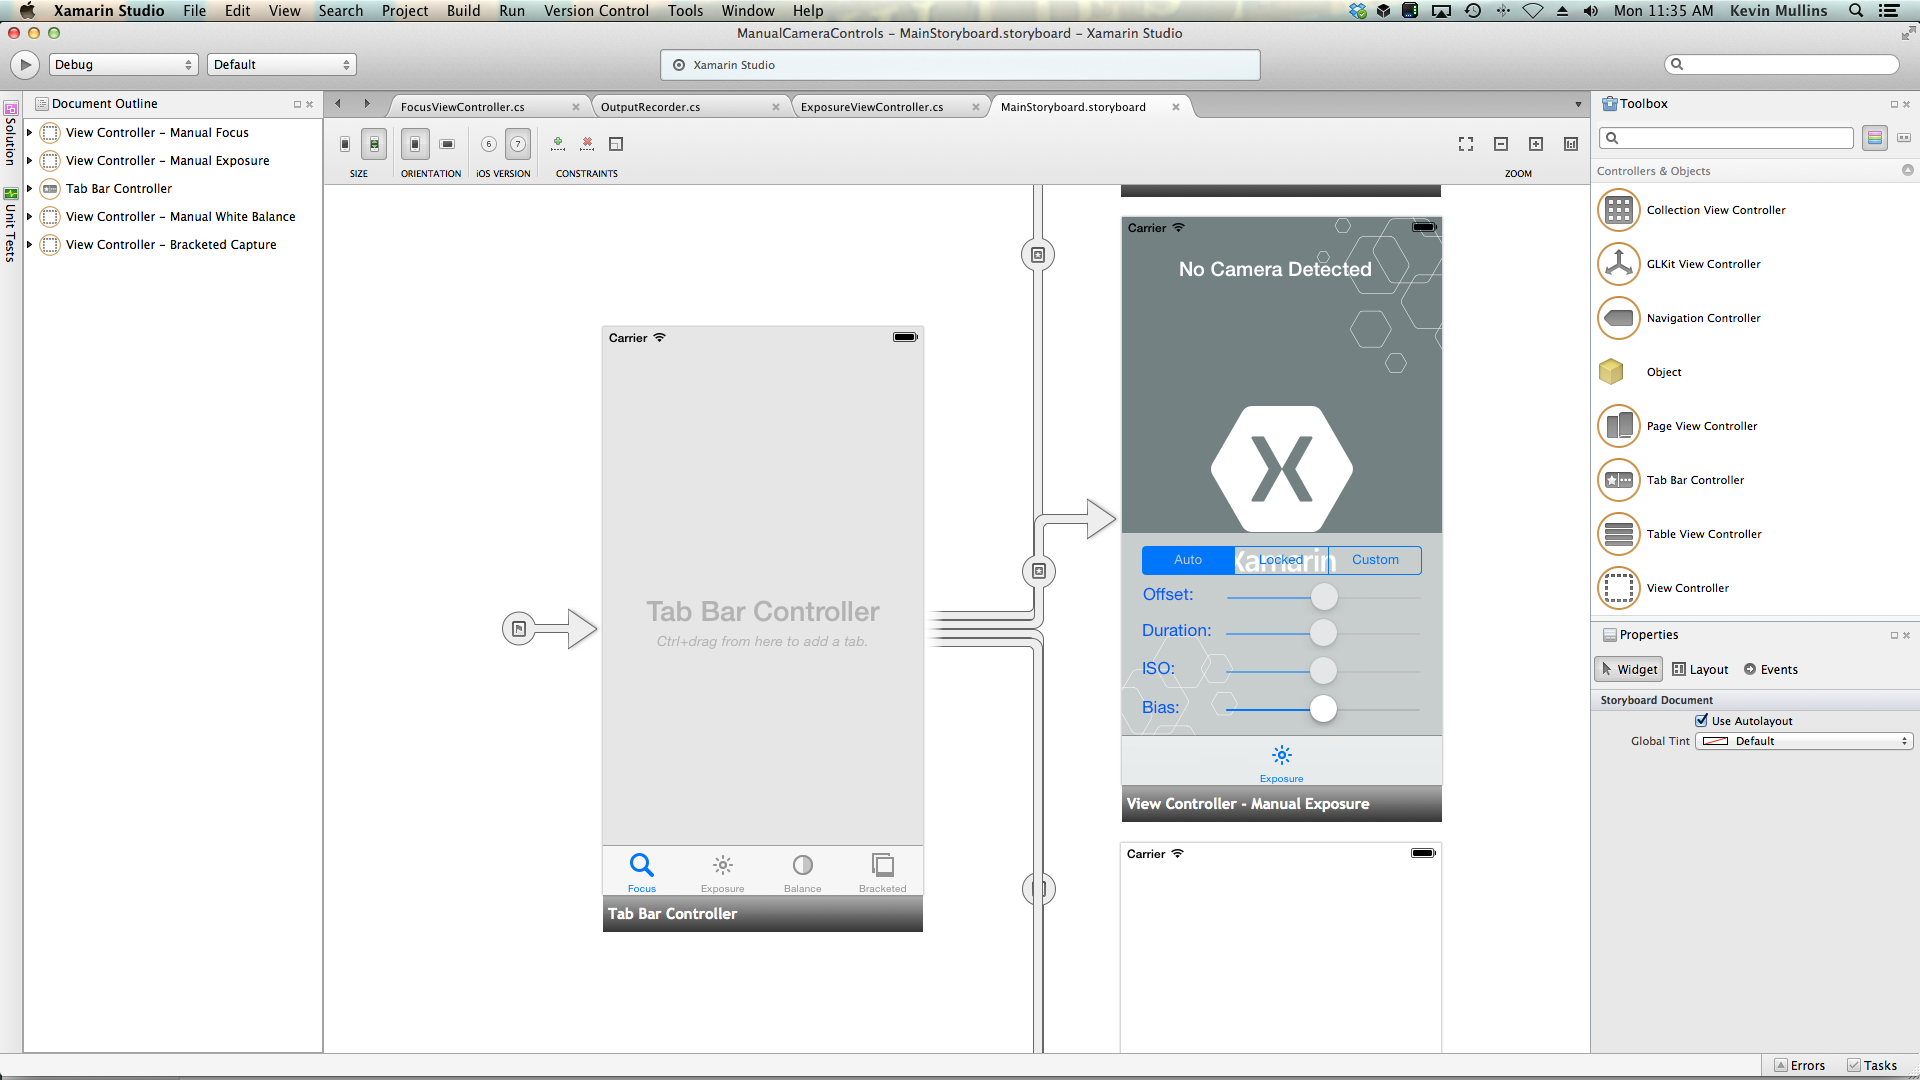 Xamarin Studio File Edit View Search Project Build Run Version Control Tools Window Help Mon 11:35 AM Kevin Mullins
ManualCameraControls – MainStoryboard.storyboard – Xamarin Studio
Debug Default Xamarin Studio
Solution
Unit Tests
Document Outline
View Controller – Manual Focus
View Controller – Manual Exposure
Tab Bar Controller
View Controller – Manual White Balance
View Controller – Bracketed Capture
FocusViewController.cs OutputRecorder.cs ExposureViewController.cs MainStoryboard.storyboard
6 7
SIZE ORIENTATION iOS VERSION CONSTRAINTS ZOOM
Carrier
Tab Bar Controller
Ctrl+drag from here to add a tab.
Focus Exposure Balance Bracketed
Tab Bar Controller
Carrier
No Camera Detected
X
Xamarin
Auto Locked Custom
Offset:
Duration:
ISO:
Bias:
Exposure
View Controller - Manual Exposure
Carrier
Toolbox
Controllers & Objects
Collection View Controller
GLKit View Controller
Navigation Controller
Object
Page View Controller
Tab Bar Controller
Table View Controller
View Controller
Properties
Widget Layout Events
Storyboard Document
Use Autolayout
Global Tint Default
Errors Tasks